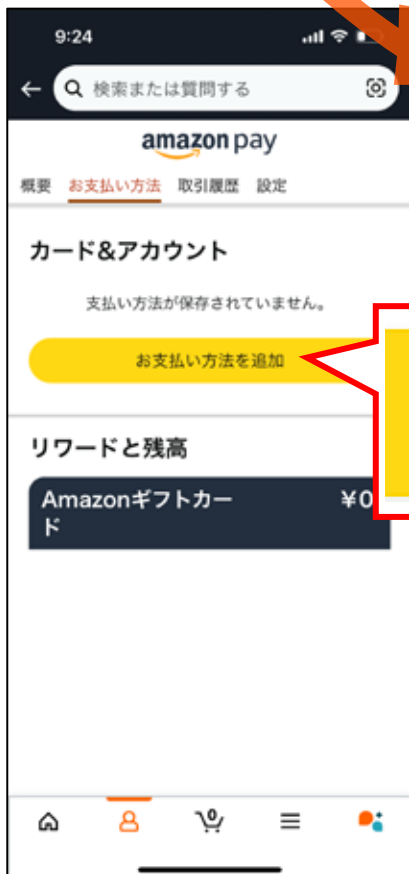 9:24
検索または質問する
amazon pay
概要 お支払い方法 取引履歴 設定
カード&アカウント
支払い方法が保存されていません。
お支払い方法を追加
リワードと残高
Amazonギフトカー
ド
¥0
0